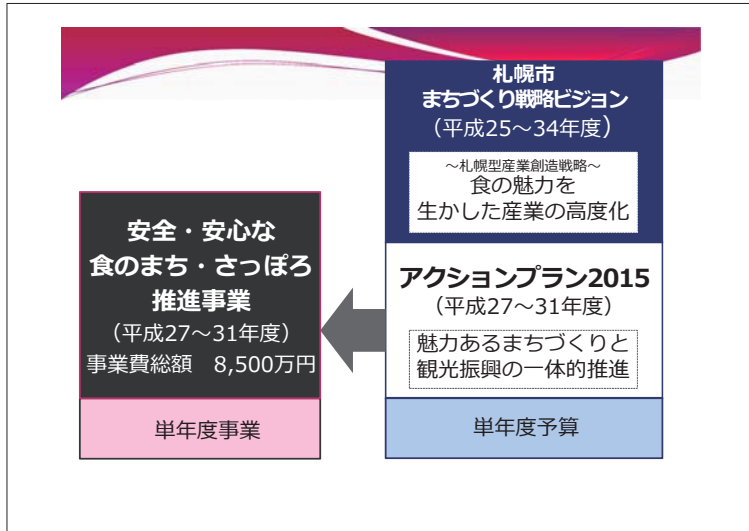 札幌市
まちづくり戦略ビジョン
（平成25～34年度）
～札幌型産業創造戦略～
食の魅力を
生かした産業の高度化
アクションプラン2015
（平成27～31年度）
魅力あるまちづくりと
観光振興の一体的推進
単年度予算
安全・安心な
食のまち・さっぽろ
推進事業
（平成27～31年度）
事業費総額　8,500万円
単年度事業